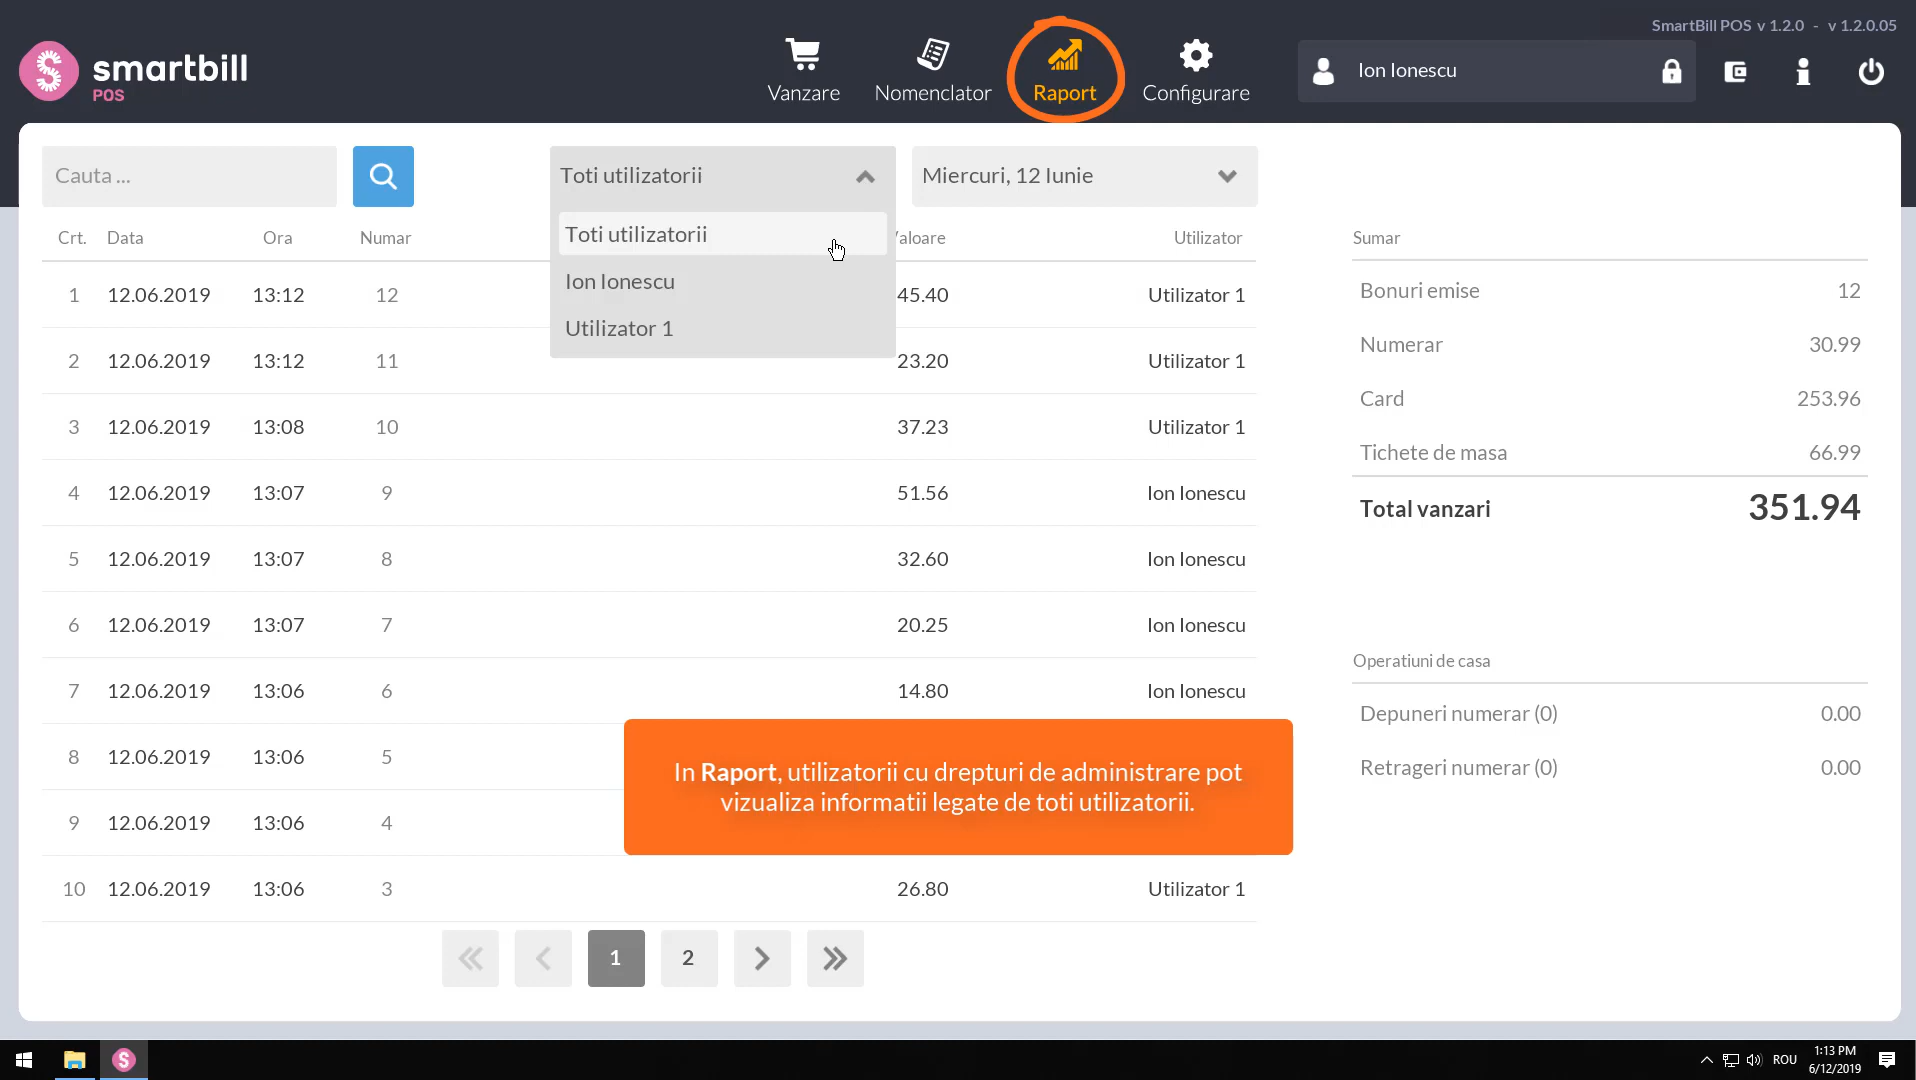 SmartBill POS v 1.2.0 - v 1.2.0.05
smartbill
POS
Vanzare
Nomenclator
Raport
Configurare
Ion Ionescu
Cauta ...
Toti utilizatorii
Miercuri, 12 Iunie
Toti utilizatorii
Ion Ionescu
Utilizator 1
Crt. Data Ora Numar aloare Utilizator
1 12.06.2019 13:12 12 45.40 Utilizator 1
2 12.06.2019 13:12 11 23.20 Utilizator 1
3 12.06.2019 13:08 10 37.23 Utilizator 1
4 12.06.2019 13:07 9 51.56 Ion Ionescu
5 12.06.2019 13:07 8 32.60 Ion Ionescu
6 12.06.2019 13:07 7 20.25 Ion Ionescu
7 12.06.2019 13:06 6 14.80 Ion Ionescu
8 12.06.2019 13:06 5
9 12.06.2019 13:06 4
10 12.06.2019 13:06 3 26.80 Utilizator 1
1 2
Sumar
Bonuri emise 12
Numerar 30.99
Card 253.96
Tichete de masa 66.99
Total vanzari 351.94
Operatiuni de casa
Depuneri numerar (0) 0.00
Retrageri numerar (0) 0.00
In Raport, utilizatorii cu drepturi de administrare pot
vizualiza informatii legate de toti utilizatorii.
ROU
1:13 PM
6/12/2019